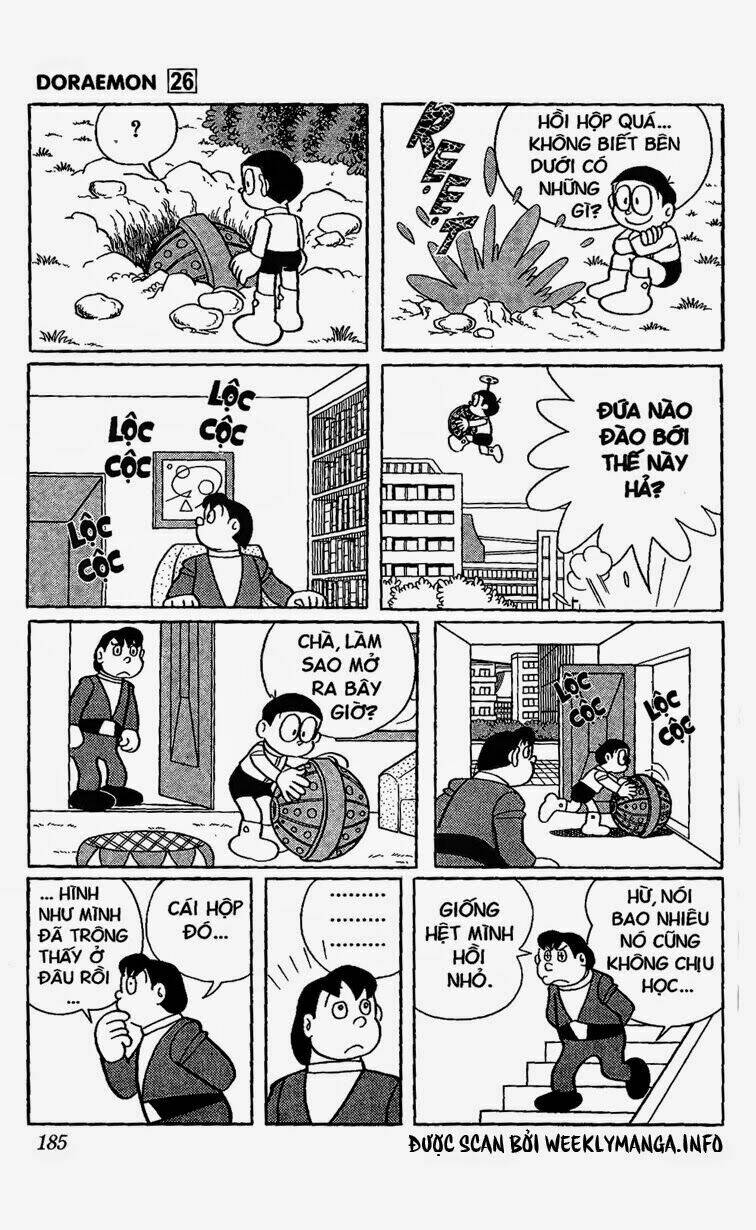 DORAEMON 26
HỒI HỘP QUÁ...
KHÔNG BIẾT BÊN
DƯỚI CÓ
NHỮNG
GÌ?
RẸẸT
?
ĐỨA NÀO
ĐÀO BỚI
THẾ NÀY
HẢ?
LỘC
CỘC
LỘC
CỘC
LỘC
CỘC
LỘC
CỘC
LỘC
CỘC
CHÀ, LÀM
SAO MỞ
RA BÂY
GIỜ?
HỪ, NÓI
BAO NHIÊU
NÓ CŨNG
KHÔNG CHỊU
HỌC...
GIỐNG
HỆT MÌNH
HỒI
NHỎ.
.........
.........
.........
CÁI HỘP
ĐÓ...
... HÌNH
NHƯ MÌNH
ĐÃ TRÔNG
THẤY Ở
ĐÂU RỒI
...
185
ĐƯỢC SCAN BỞI WEEKLYMANGA.INFO